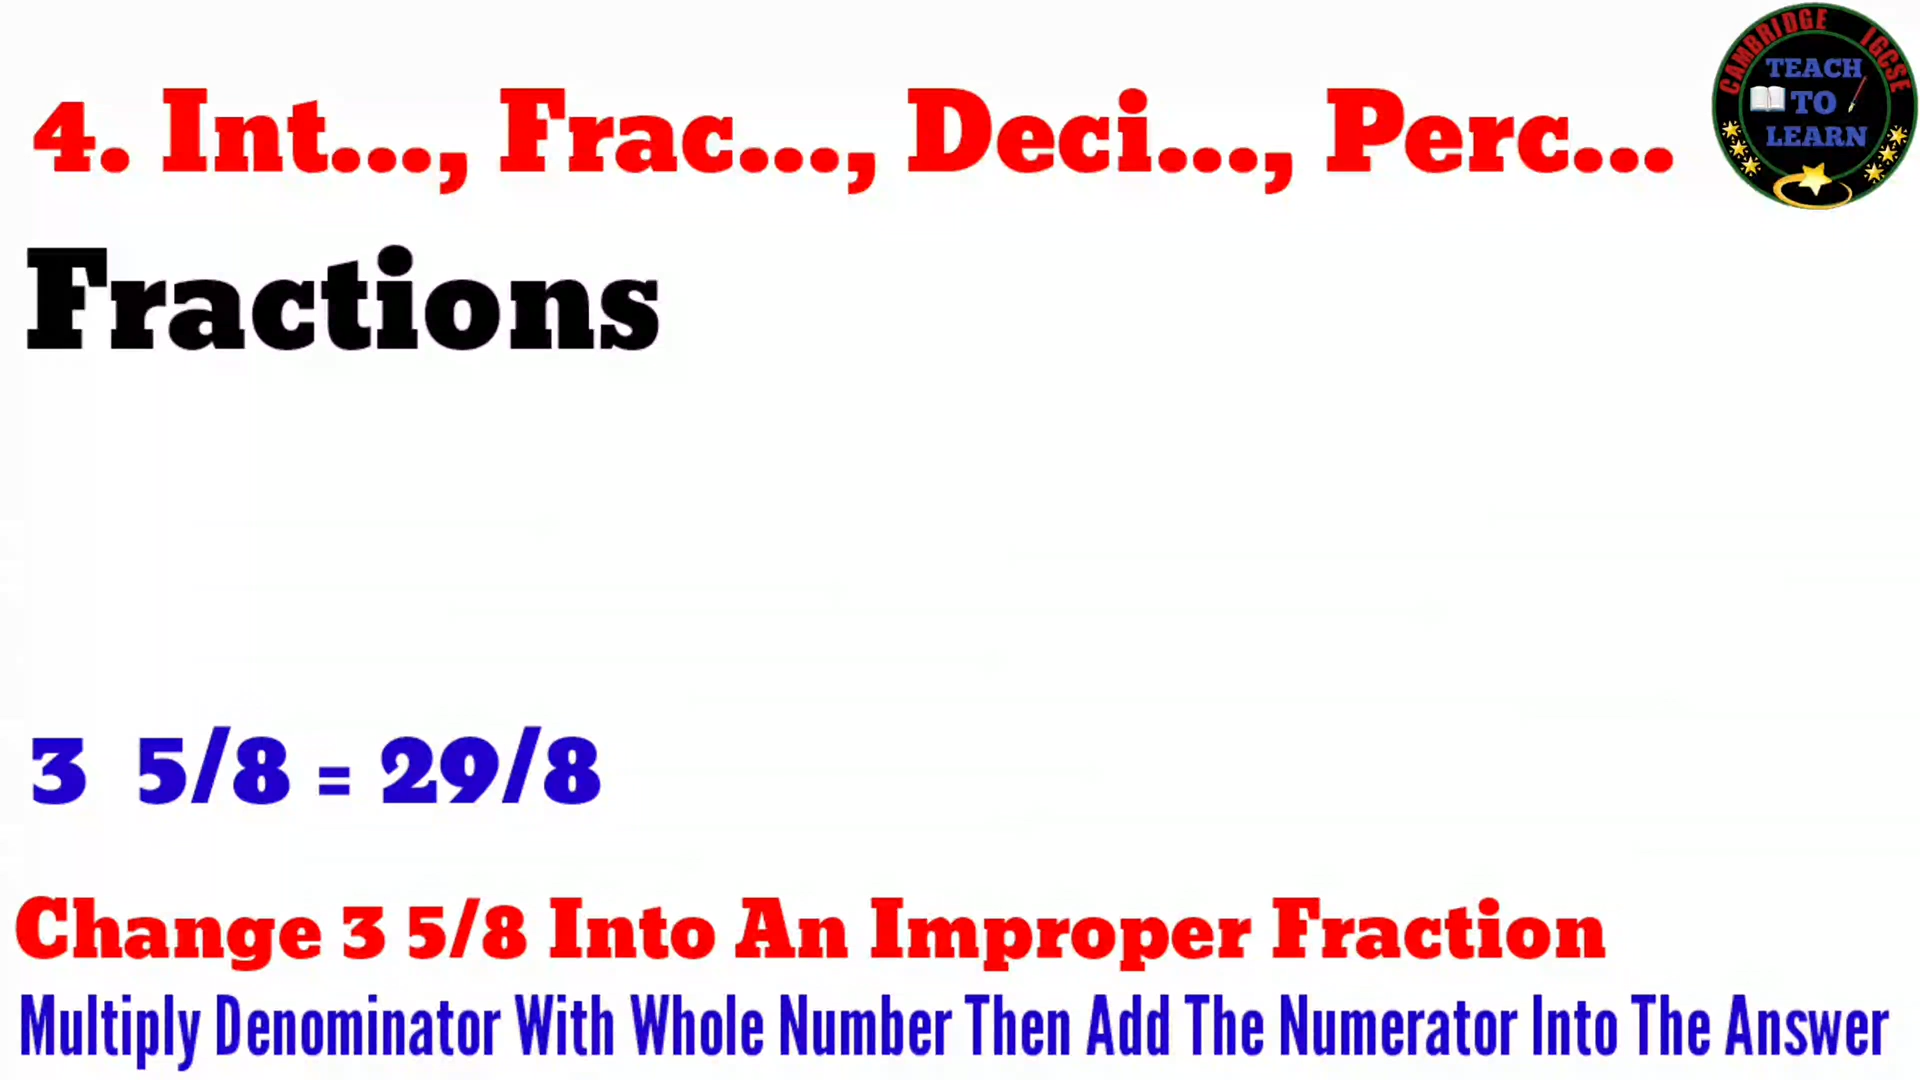 CAMBRIDGE IGCSE
TEACH
TO
LEARN
4. Int..., Frac..., Deci..., Perc...
Fractions
3 5/8 = 29/8
Change 3 5/8 Into An Improper Fraction
Multiply Denominator With Whole Number Then Add The Numerator Into The Answer